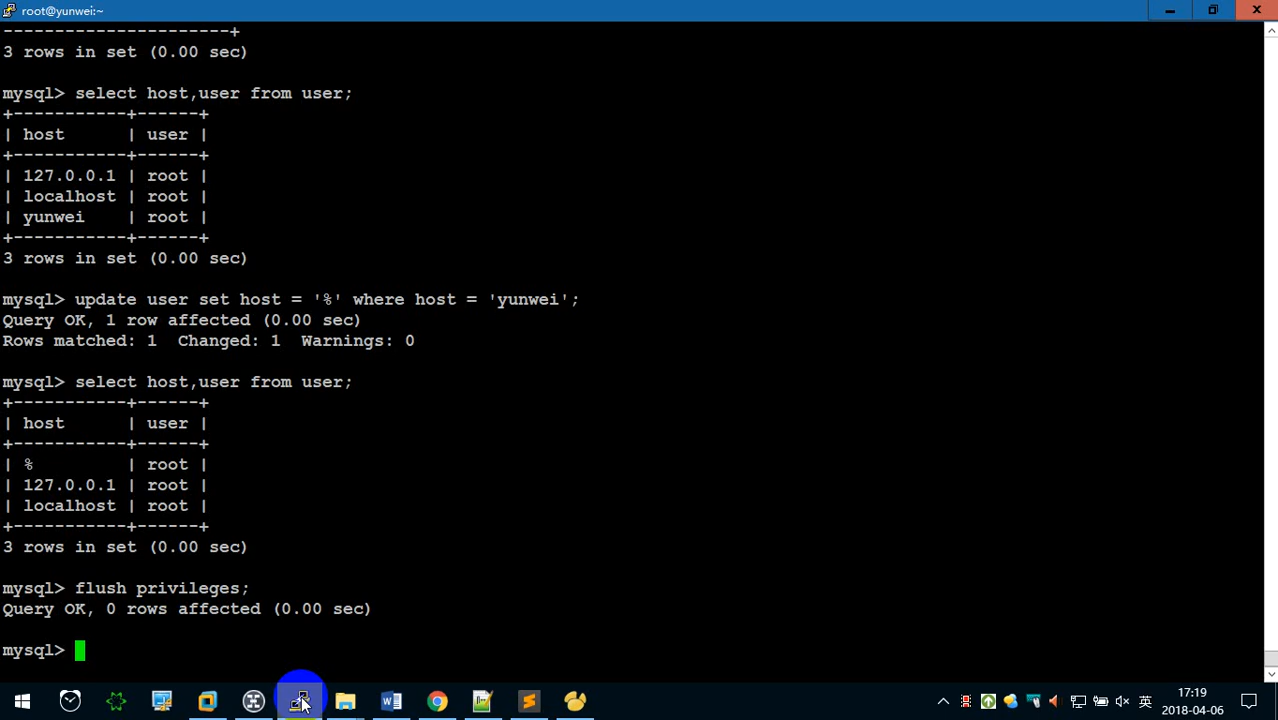 root@yunwei:~
----------------------+
3 rows in set (0.00 sec)
mysql> select host,user from user;
+-----------+------+
| host      | user |
+-----------+------+
| 127.0.0.1 | root |
| localhost | root |
| yunwei    | root |
+-----------+------+
3 rows in set (0.00 sec)
mysql> update user set host = '%' where host = 'yunwei';
Query OK, 1 row affected (0.00 sec)
Rows matched: 1  Changed: 1  Warnings: 0
mysql> select host,user from user;
+-----------+------+
| host      | user |
+-----------+------+
| %         | root |
| 127.0.0.1 | root |
| localhost | root |
+-----------+------+
3 rows in set (0.00 sec)
mysql> flush privileges;
Query OK, 0 rows affected (0.00 sec)
mysql>
英
17:19
2018-04-06